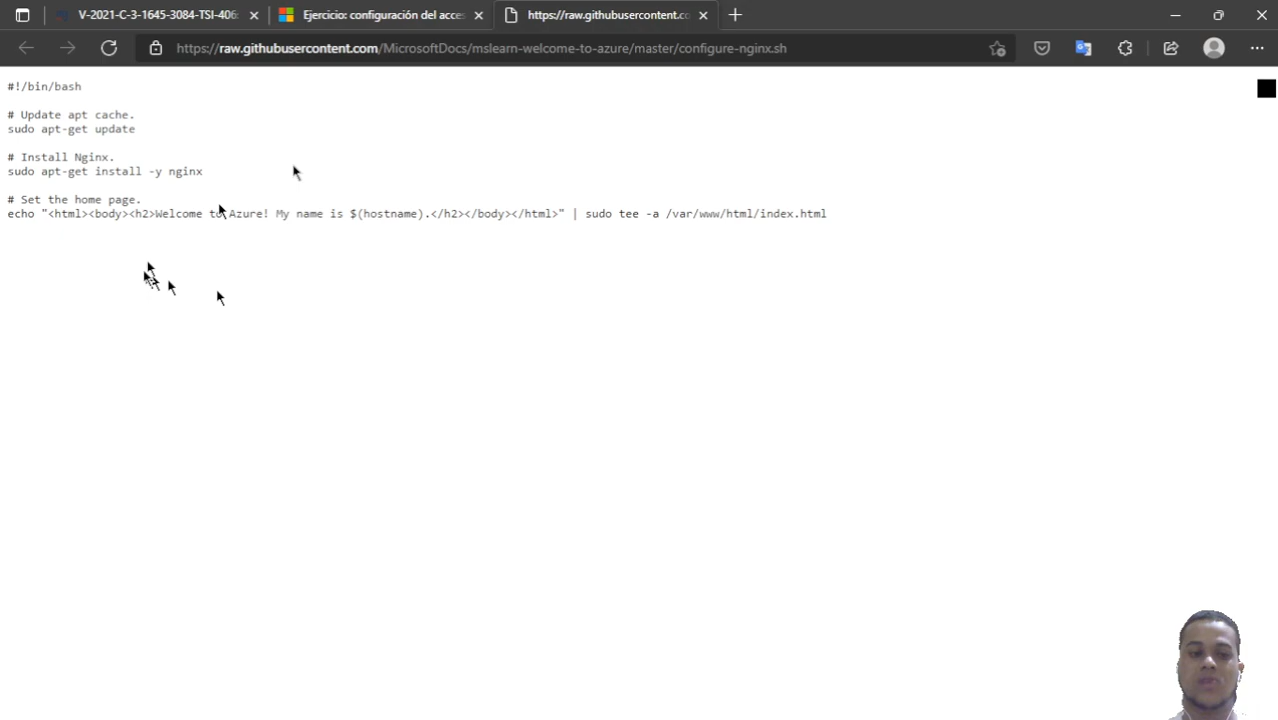 V-2021-C-3-1645-3084-TSI-406:
Ejercicio: configuración del acces
https://raw.githubusercontent.co
https://raw.githubusercontent.com/MicrosoftDocs/mslearn-welcome-to-azure/master/configure-nginx.sh
#!/bin/bash
# Update apt cache.
sudo apt-get update
# Install Nginx.
sudo apt-get install -y nginx
# Set the home page.
echo "<html><body><h2>Welcome to Azure! My name is $(hostname).</h2></body></html>" | sudo tee -a /var/www/html/index.html